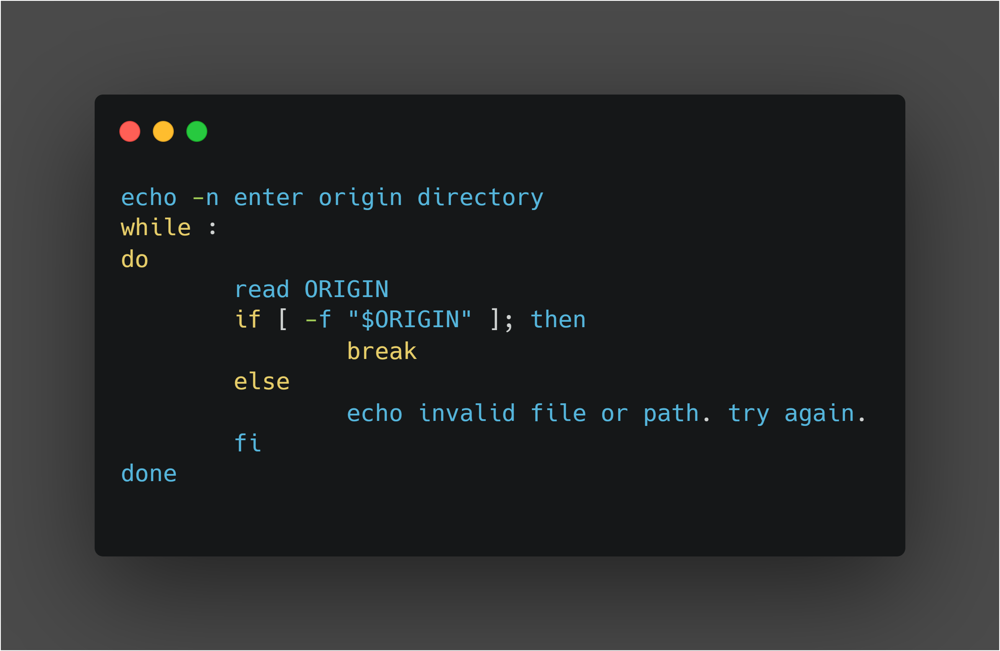 echo -n enter origin directory
while :
do
        read ORIGIN
        if [ -f "$ORIGIN" ]; then
                break
        else
                echo invalid file or path. try again.
        fi
done